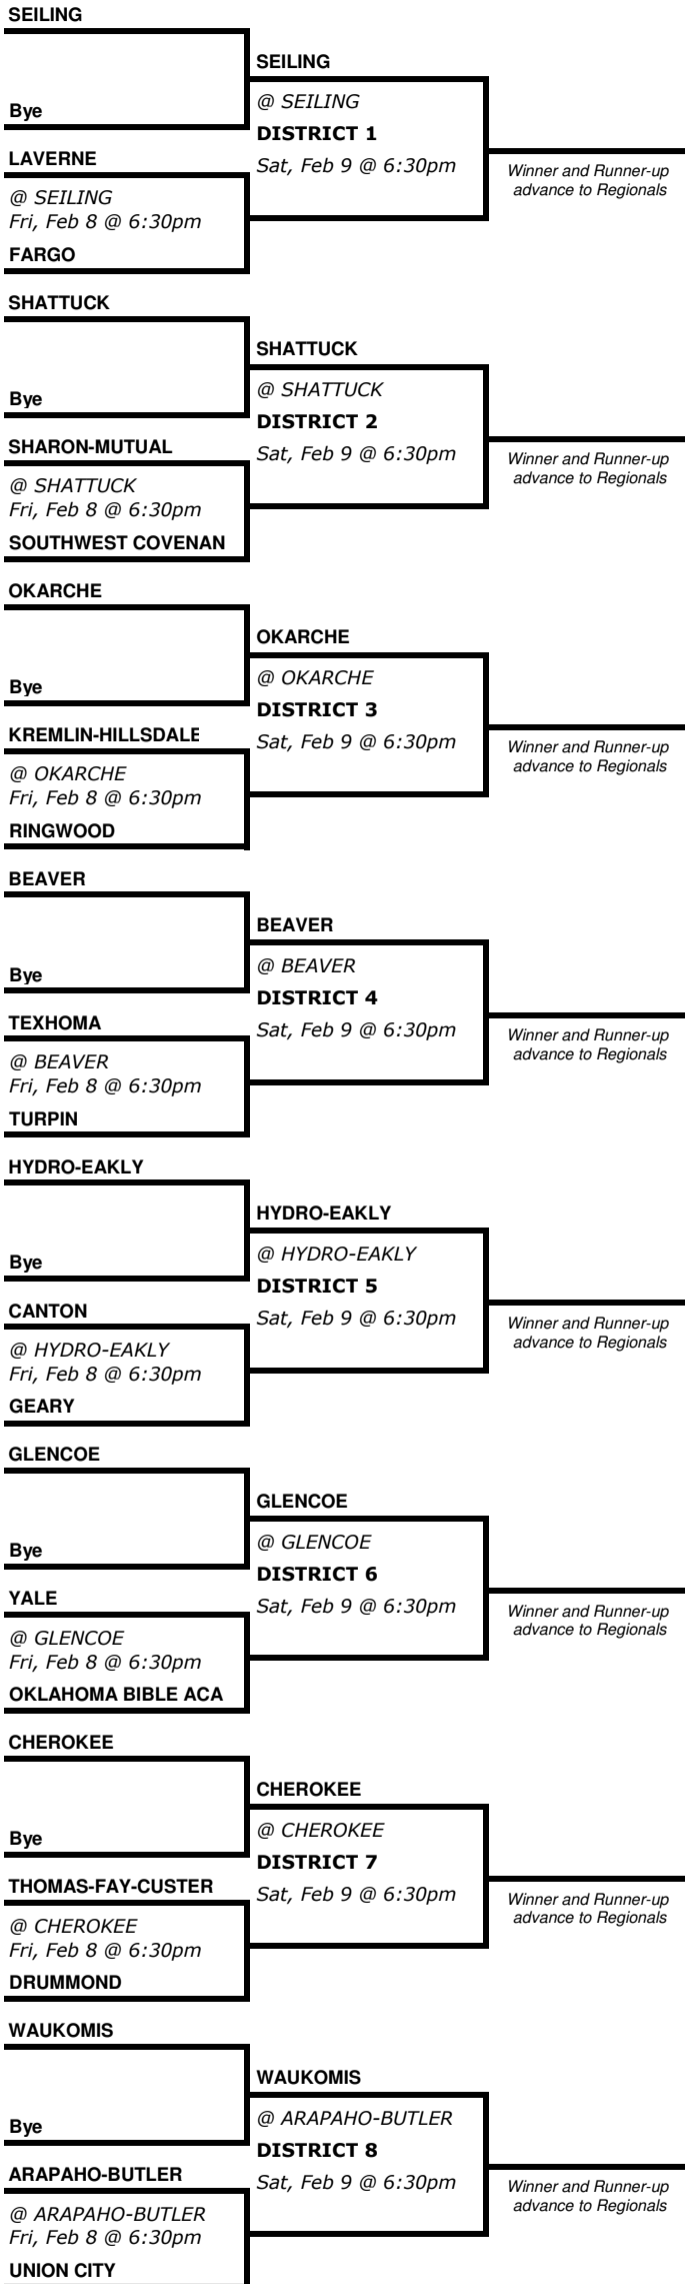 SEILING
SEILING
@ SEILING
Bye
DISTRICT 1
LAVERNE
Sat, Feb 9 @ 6:30pm
Winner and Runner-up
advance to Regionals
@ SEILING
Fri, Feb 8 @ 6:30pm
FARGO
SHATTUCK
SHATTUCK
@ SHATTUCK
Bye
DISTRICT 2
SHARON-MUTUAL
Sat, Feb 9 @ 6:30pm
Winner and Runner-up
advance to Regionals
@ SHATTUCK
Fri, Feb 8 @ 6:30pm
SOUTHWEST COVENAN
OKARCHE
OKARCHE
@ OKARCHE
Bye
DISTRICT 3
KREMLIN-HILLSDALE
Sat, Feb 9 @ 6:30pm
Winner and Runner-up
advance to Regionals
@ OKARCHE
Fri, Feb 8 @ 6:30pm
RINGWOOD
BEAVER
BEAVER
@ BEAVER
Bye
DISTRICT 4
TEXHOMA
Sat, Feb 9 @ 6:30pm
Winner and Runner-up
advance to Regionals
@ BEAVER
Fri, Feb 8 @ 6:30pm
TURPIN
HYDRO-EAKLY
HYDRO-EAKLY
@ HYDRO-EAKLY
Bye
DISTRICT 5
CANTON
Sat, Feb 9 @ 6:30pm
Winner and Runner-up
advance to Regionals
@ HYDRO-EAKLY
Fri, Feb 8 @ 6:30pm
GEARY
GLENCOE
GLENCOE
@ GLENCOE
Bye
DISTRICT 6
YALE
Sat, Feb 9 @ 6:30pm
Winner and Runner-up
advance to Regionals
@ GLENCOE
Fri, Feb 8 @ 6:30pm
OKLAHOMA BIBLE ACA
CHEROKEE
CHEROKEE
@ CHEROKEE
Bye
DISTRICT 7
THOMAS-FAY-CUSTER
Sat, Feb 9 @ 6:30pm
Winner and Runner-up
advance to Regionals
@ CHEROKEE
Fri, Feb 8 @ 6:30pm
DRUMMOND
WAUKOMIS
WAUKOMIS
@ ARAPAHO-BUTLER
Bye
DISTRICT 8
ARAPAHO-BUTLER
Sat, Feb 9 @ 6:30pm
Winner and Runner-up
advance to Regionals
@ ARAPAHO-BUTLER
Fri, Feb 8 @ 6:30pm
UNION CITY